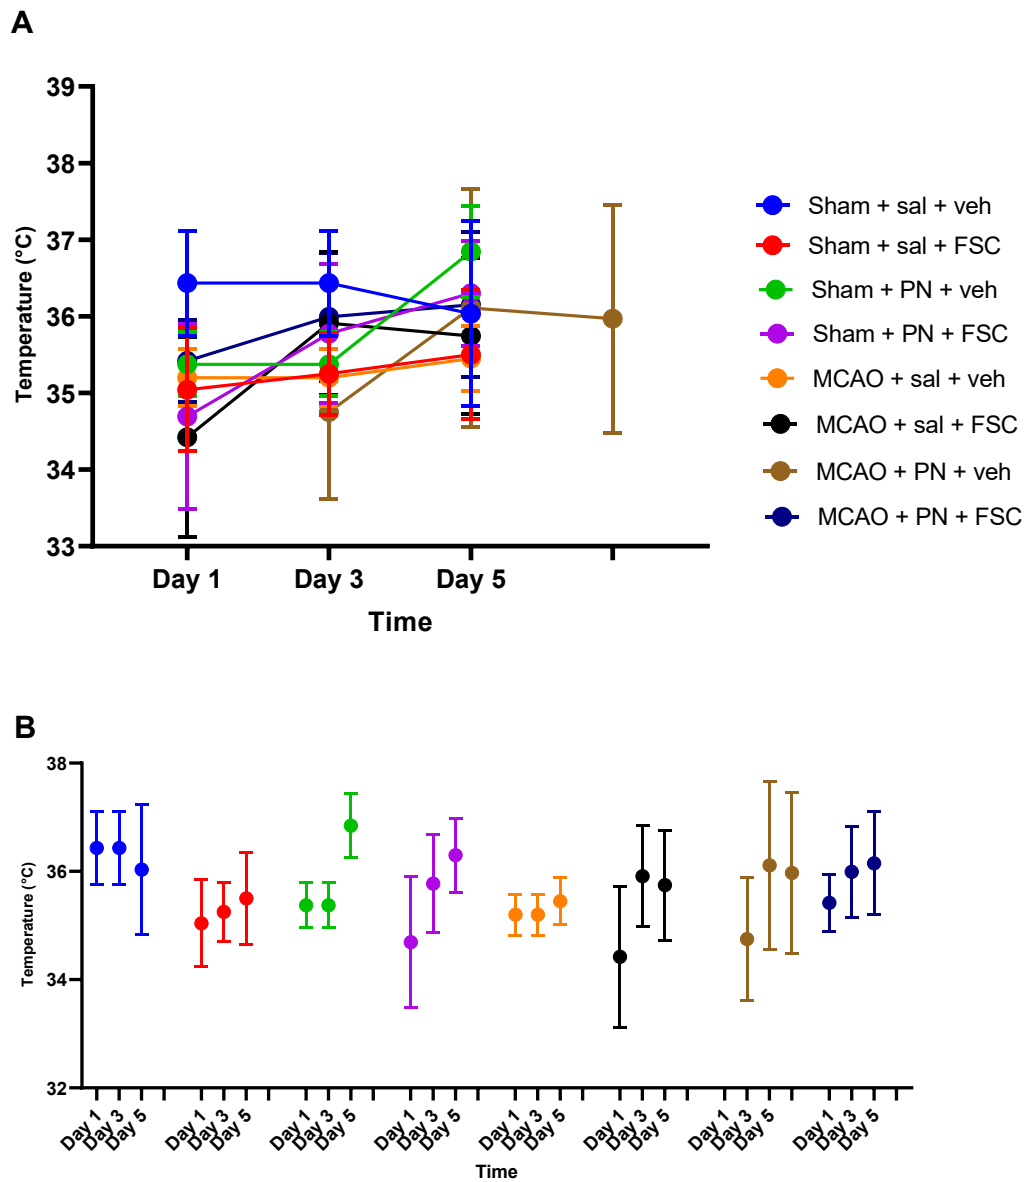 A
39
38
37
36
35
34
33
Temperature (°C)
Day 1 Day 3 Day 5
Time
Sham + sal + veh
Sham + sal + FSC
Sham + PN + veh
Sham + PN + FSC
MCAO + sal + veh
MCAO + sal + FSC
MCAO + PN + veh
MCAO + PN + FSC
B
38
36
34
32
Temperature (°C)
Day 1 Day 3 Day 5 Day 1 Day 3 Day 5 Day 1 Day 3 Day 5 Day 1 Day 3 Day 5 Day 1 Day 3 Day 5 Day 1 Day 3 Day 5 Day 1 Day 3 Day 5 Day 1 Day 3 Day 5
Time